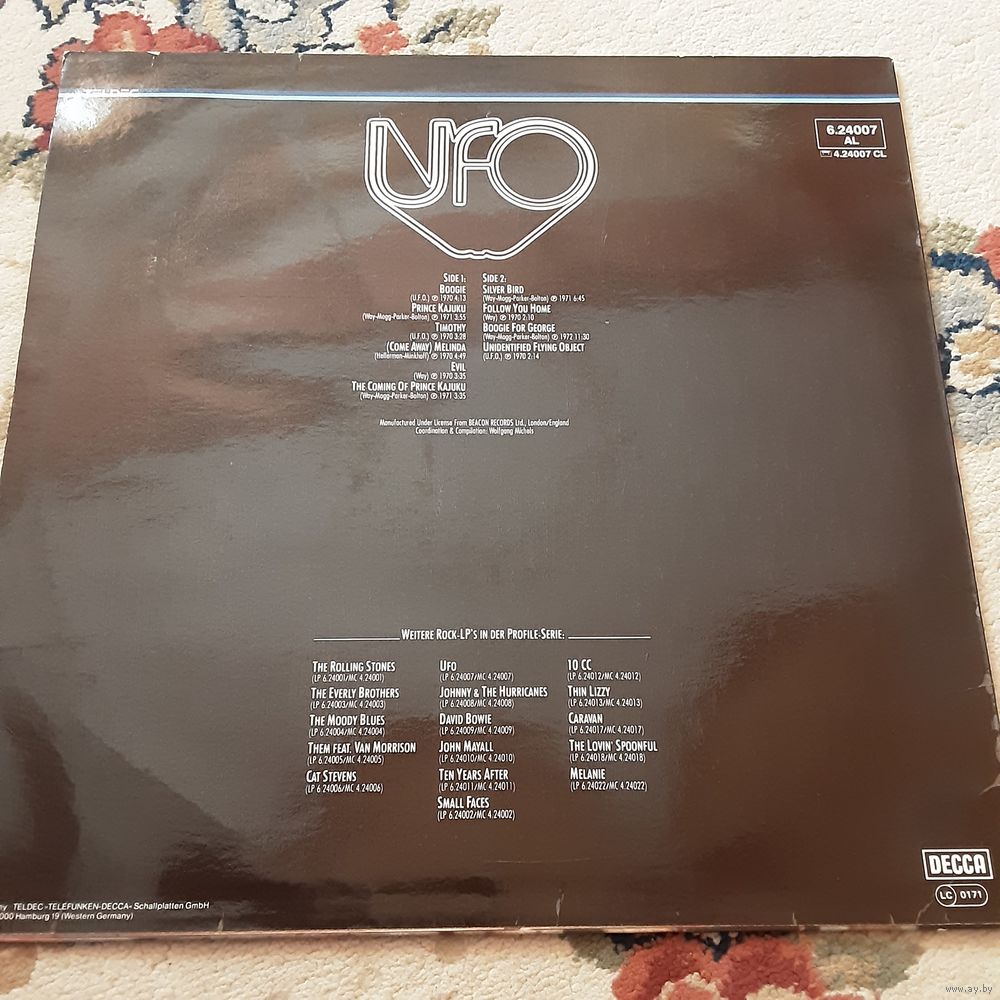 UFO
6.24007
AL
4.24007 CL
SIDE 1:
BOOGIE
(U.F.O.) ℗ 1970 4:13
PRINCE KAJUKU
(Way-Mogg-Parker-Bolton) ℗ 1971 3:55
TIMOTHY
(U.F.O.) ℗ 1970 3:28
(COME AWAY) MELINDA
(Hellerman-Minkhoff) ℗ 1970 4:49
EVIL
(Way) ℗ 1970 3:35
THE COMING OF PRINCE KAJUKU
(Way-Mogg-Parker-Bolton) ℗ 1971 3:35
SIDE 2:
SILVER BIRD
(Way-Mogg-Parker-Bolton) ℗ 1971 6:45
FOLLOW YOU HOME
(Way) ℗ 1970 2:10
BOOGIE FOR GEORGE
(Way-Mogg-Parker-Bolton) ℗ 1972 11:30
UNIDENTIFIED FLYING OBJECT
(U.F.O.) ℗ 1970 2:14
Manufactured Under License From BEACON RECORDS Ltd., London/England
Coordination & Compilation: Wolfgang Michels
WEITERE ROCK-LP'S IN DER PROFILE-SERIE:
THE ROLLING STONES
(LP 6.24001/MC 4.24001)
THE EVERLY BROTHERS
(LP 6.24003/MC 4.24003)
THE MOODY BLUES
(LP 6.24004/MC 4.24004)
THEM FEAT. VAN MORRISON
(LP 6.24005/MC 4.24005)
CAT STEVENS
(LP 6.24006/MC 4.24006)
UFO
(LP 6.24007/MC 4.24007)
JOHNNY & THE HURRICANES
(LP 6.24008/MC 4.24008)
DAVID BOWIE
(LP 6.24009/MC 4.24009)
JOHN MAYALL
(LP 6.24010/MC 4.24010)
TEN YEARS AFTER
(LP 6.24011/MC 4.24011)
SMALL FACES
(LP 6.24002/MC 4.24002)
10 CC
(LP 6.24012/MC 4.24012)
THIN LIZZY
(LP 6.24013/MC 4.24013)
CARAVAN
(LP 6.24017/MC 4.24017)
THE LOVIN' SPOONFUL
(LP 6.24018/MC 4.24018)
MELANIE
(LP 6.24022/MC 4.24022)
DECCA
LC 0171
TELDEC »TELEFUNKEN-DECCA« Schallplatten GmbH
000 Hamburg 19 (Western Germany)
www.ay.by